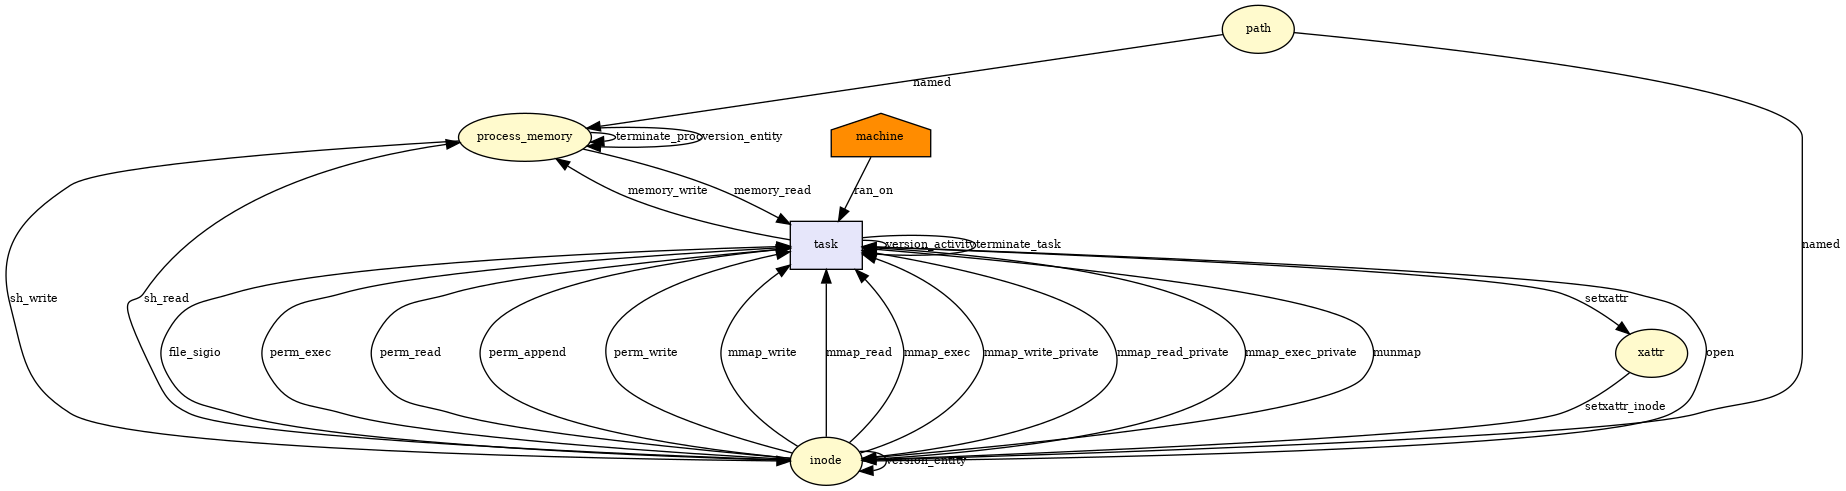 path
named
process_memory
terminate_proc
version_entity
machine
memory_write
memory_read
ran_on
task
version_activity
terminate_task
named
sh_write
sh_read
setxattr
file_sigio
perm_exec
perm_read
perm_append
perm_write
mmap_write
mmap_read
mmap_exec
mmap_write_private
mmap_read_private
mmap_exec_private
munmap
xattr
open
setxattr_inode
inode
version_entity